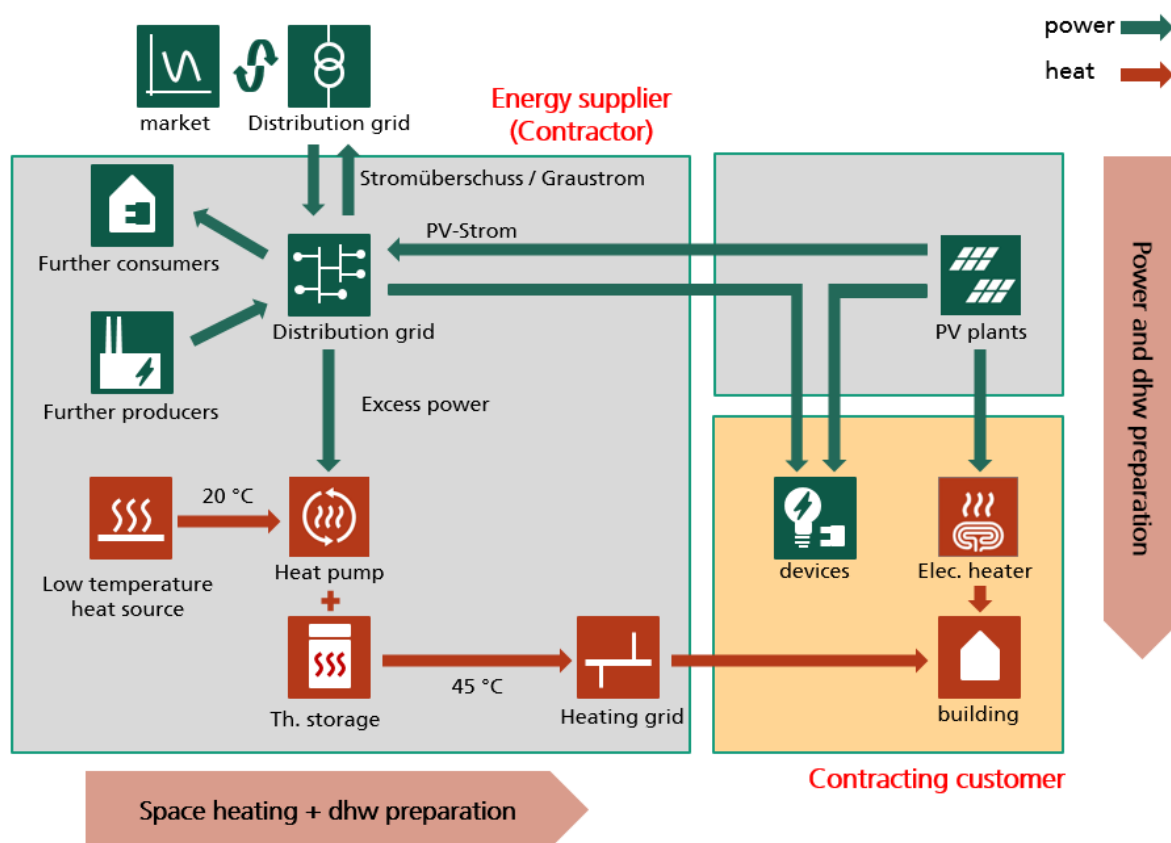 power
heat
market
Distribution grid
Energy supplier
(Contractor)
Stromüberschuss / Graustrom
Further consumers
PV-Strom
Distribution grid
PV plants
Further producers
Excess power
Power and dhw preparation
20 °C
Low temperature
heat source
Heat pump
devices
Elec. heater
45 °C
Th. storage
Heating grid
building
Contracting customer
Space heating + dhw preparation